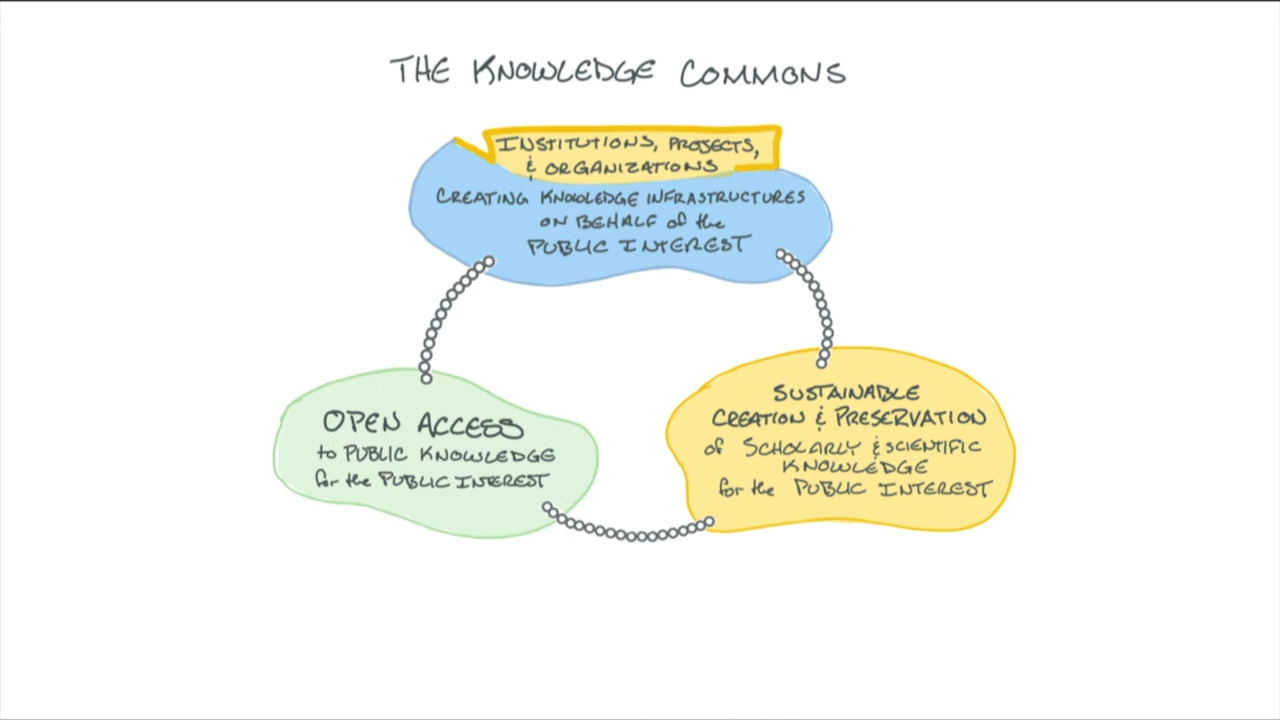 THE KNOWLEDGE COMMONS
INSTITUTIONS, PROJECTS,
& ORGANIZATIONS
CREATING KNOWLEDGE INFRASTRUCTURES
ON BEHALF of the
PUBLIC INTEREST
OPEN ACCESS
to PUBLIC KNOWLEDGE
for the PUBLIC INTEREST
SUSTAINABLE
CREATION & PRESERVATION
of SCHOLARLY & SCIENTIFIC
KNOWLEDGE
for the PUBLIC INTEREST